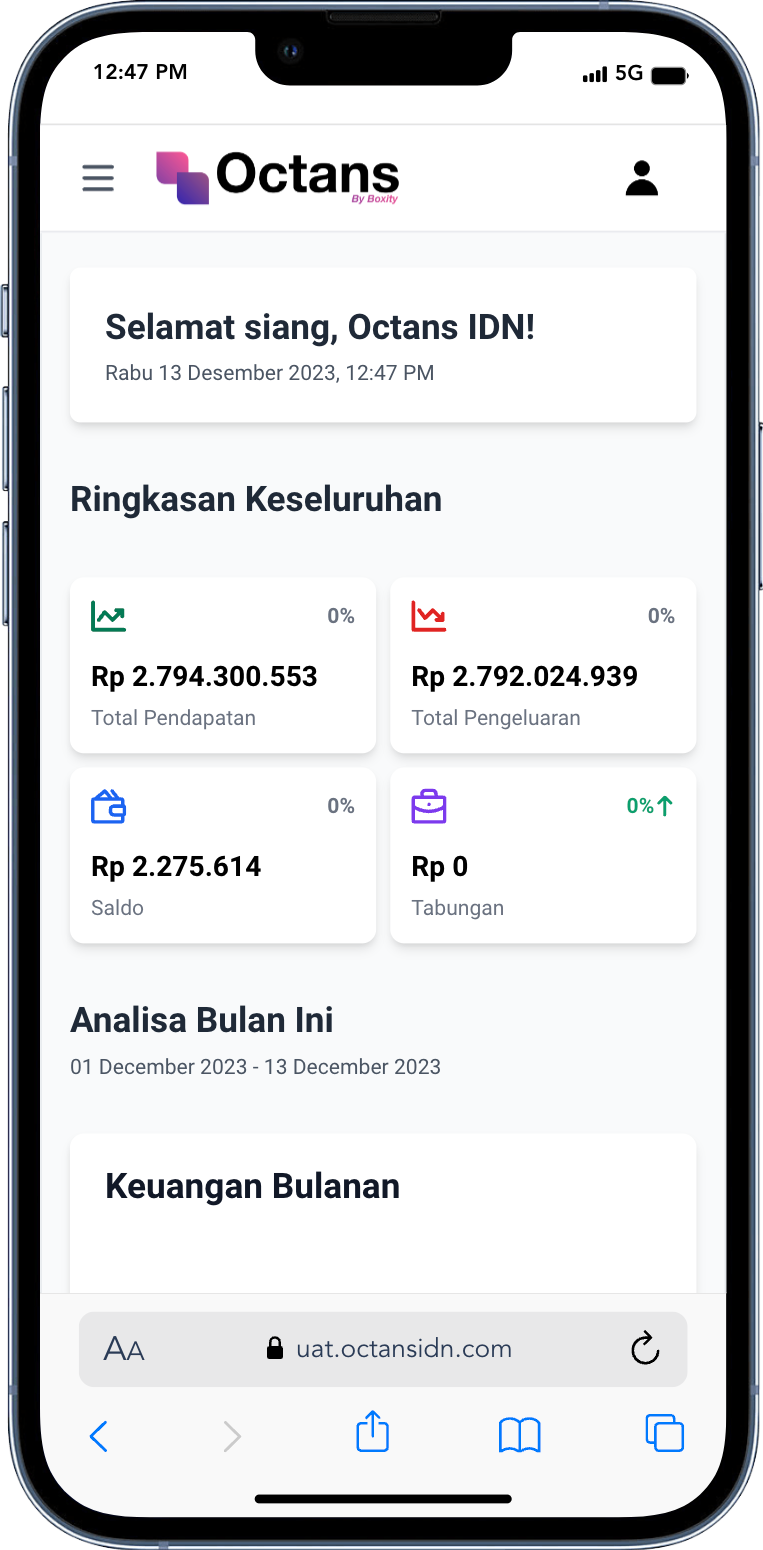 12:47 PM
5G
Octans
By Boxity
Selamat siang, Octans IDN!
Rabu 13 Desember 2023, 12:47 PM
Ringkasan Keseluruhan
0%
Rp 2.794.300.553
Total Pendapatan
0%
Rp 2.792.024.939
Total Pengeluaran
0%
Rp 2.275.614
Saldo
0%
Rp 0
Tabungan
Analisa Bulan Ini
01 December 2023 - 13 December 2023
Keuangan Bulanan
AA
uat.octansidn.com